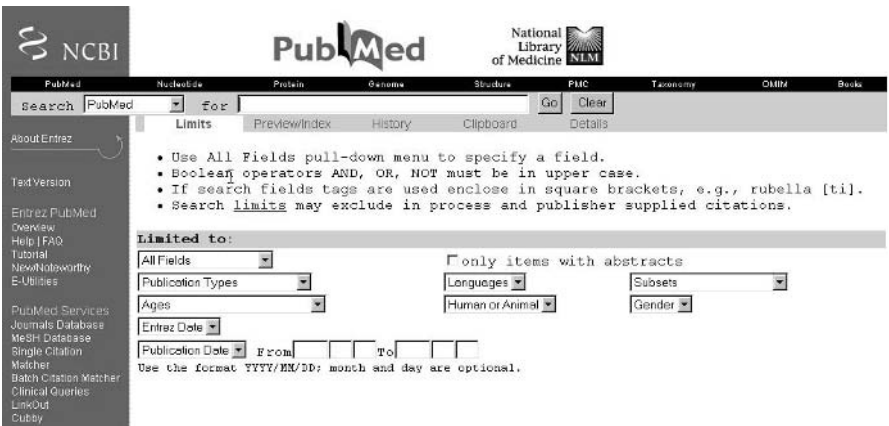 NCBI
PubMed
National
Library
of Medicine NLM
PubMed Nucleotide Protein Genome Structure PMC Taxonomy OMIM Books
Search PubMed for Go Clear
Limits Preview/Index History Clipboard Details
About Entrez
Text Version
Entrez PubMed
Overview
Help | FAQ
Tutorial
New/Noteworthy
E-Utilities
PubMed Services
Journals Database
MeSH Database
Single Citation
Matcher
Batch Citation Matcher
Clinical Queries
LinkOut
Cubby
• Use All Fields pull-down menu to specify a field.
• Boolean operators AND, OR, NOT must be in upper case.
• If search fields tags are used enclose in square brackets, e.g., rubella [ti].
• Search limits may exclude in process and publisher supplied citations.
Limited to:
All Fields only items with abstracts
Publication Types Languages Subsets
Ages Human or Animal Gender
Entrez Date
Publication Date From To
Use the format YYYY/MM/DD; month and day are optional.